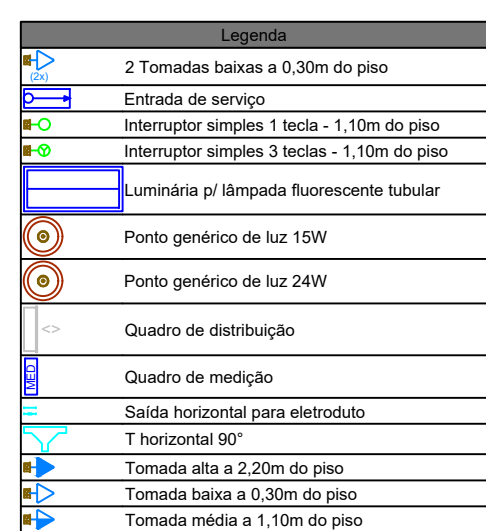 Legenda
(2x) 2 Tomadas baixas a 0,30m do piso
Entrada de serviço
Interruptor simples 1 tecla - 1,10m do piso
Interruptor simples 3 teclas - 1,10m do piso
Luminária p/ lâmpada fluorescente tubular
Ponto genérico de luz 15W
Ponto genérico de luz 24W
<> Quadro de distribuição
MED Quadro de medição
Saída horizontal para eletroduto
T horizontal 90°
Tomada alta a 2,20m do piso
Tomada baixa a 0,30m do piso
Tomada média a 1,10m do piso